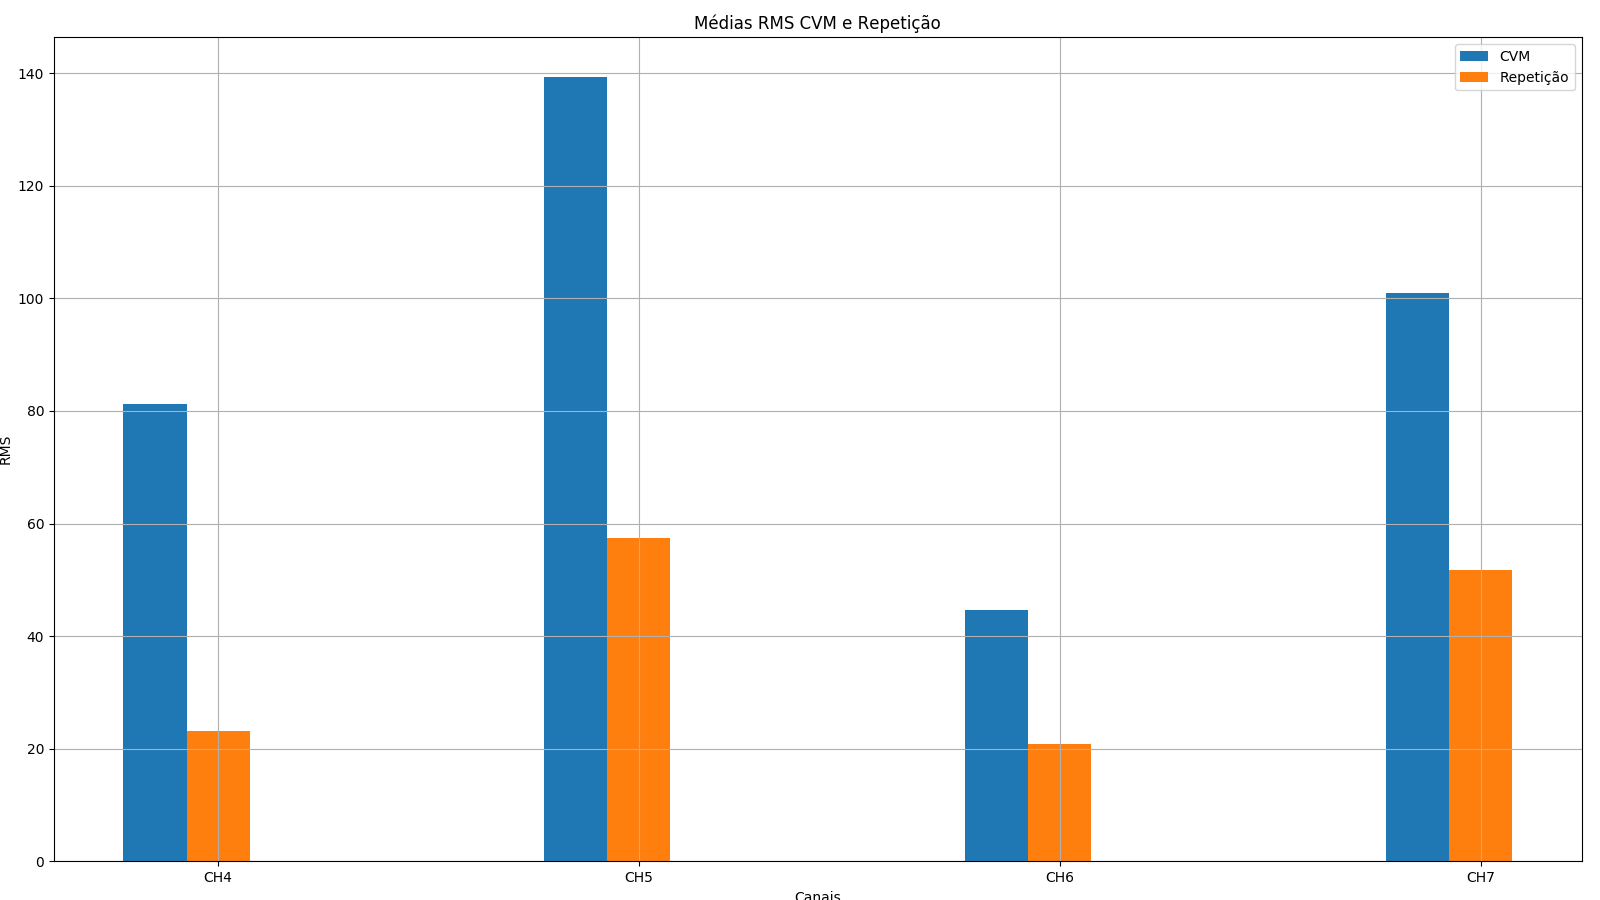 Médias RMS CVM e Repetição
CVM
Repetição
RMS
140
120
100
80
60
40
20
0
CH4
CH5
CH6
CH7
Canais